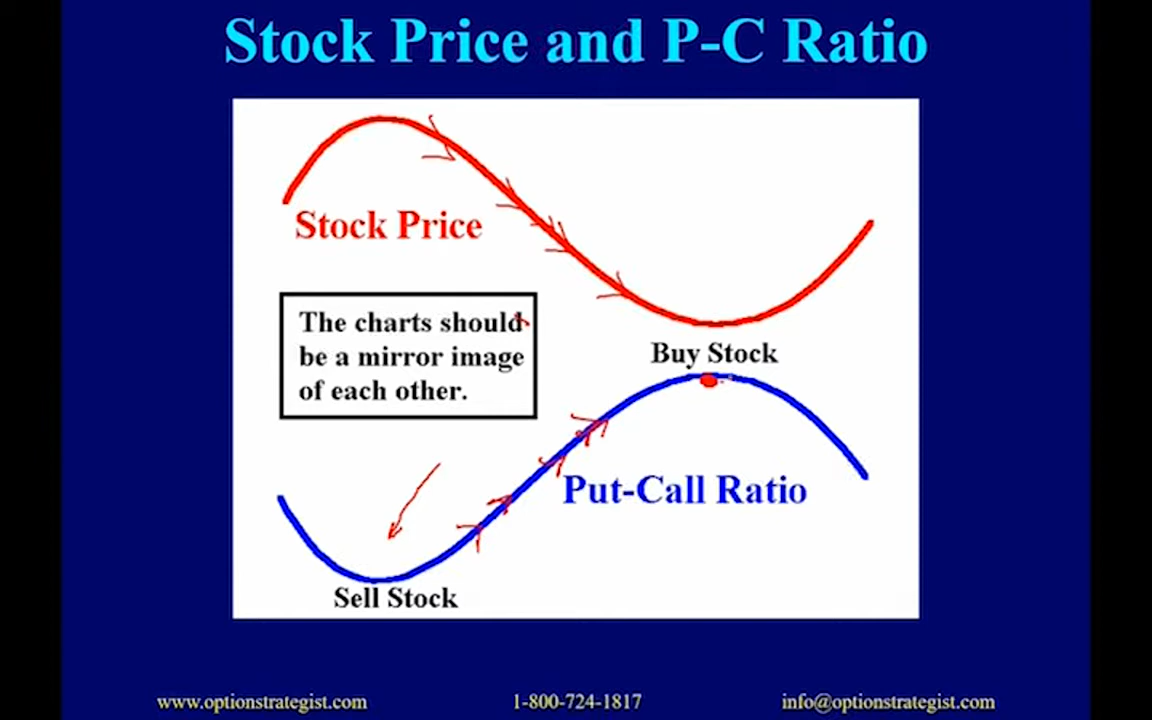 Stock Price and P-C Ratio
Stock Price
The charts should
be a mirror image
of each other.
Buy Stock
Put-Call Ratio
Sell Stock
www.optionstrategist.com 1-800-724-1817 info@optionstrategist.com